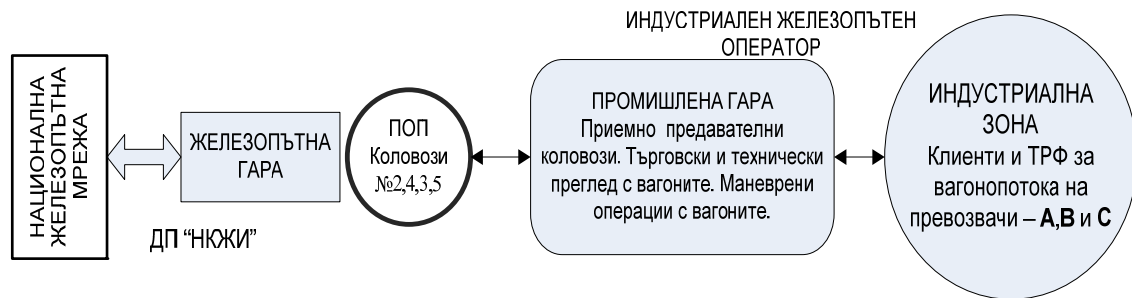 НАЦИОНАЛНА
ЖЕЛЕЗОПЪТНА
МРЕЖА
ЖЕЛЕЗОПЪТНА
ГАРА
ДП “НКЖИ”
ПОП
Коловози
№2,4,3,5
ИНДУСТРИАЛЕН ЖЕЛЕЗОПЪТЕН
ОПЕРАТОР
ПРОМИШЛЕНА ГАРА
Приемно предавателни
коловози. Търговски и технически
преглед с вагоните. Маневрени
операции с вагоните.
ИНДУСТРИАЛНА
ЗОНА
Клиенти и ТРФ за
вагонопотока на
превозвачи – А,В и С